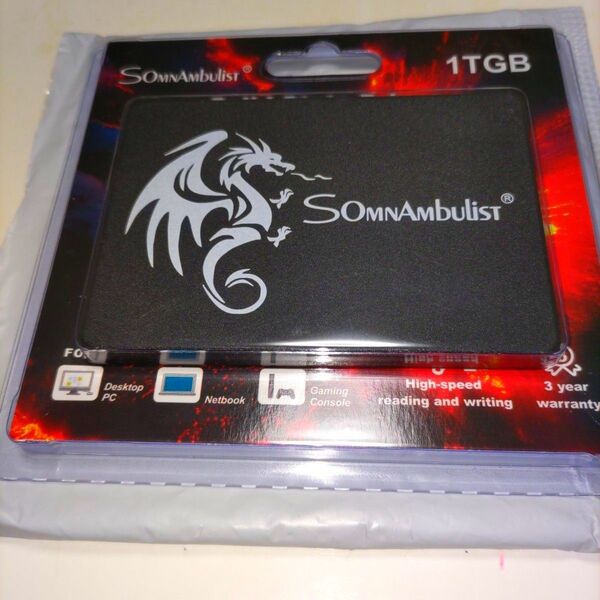 SOmnAmbulist ®
1TGB
SOmnAmbulist®
Desktop PC
Netbook
Gaming Console
High-speed
reading and writing
3 year
warranty